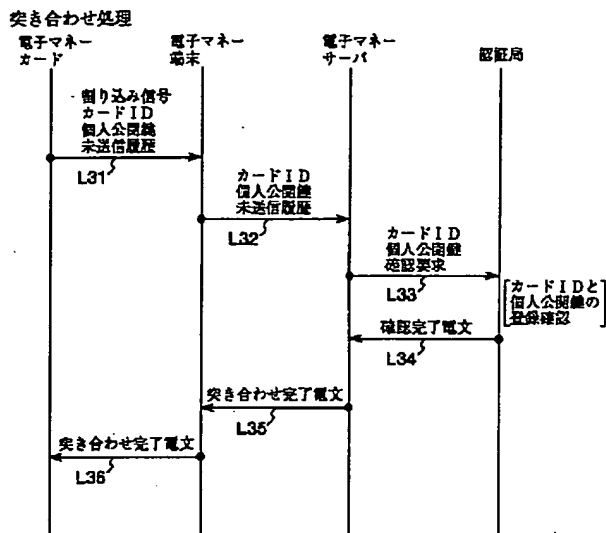 突き合わせ処理
電子マネー
カード
電子マネー
端末
電子マネー
サーバ
認証局
割り込み信号
カードID
個人公開鍵
未送信履歴
L31
カードID
個人公開鍵
未送信履歴
L32
カードID
個人公開鍵
確認要求
L33
カードIDと
個人公開鍵の
登録確認
確認完了電文
L34
突き合わせ完了電文
L35
突き合わせ完了電文
L36